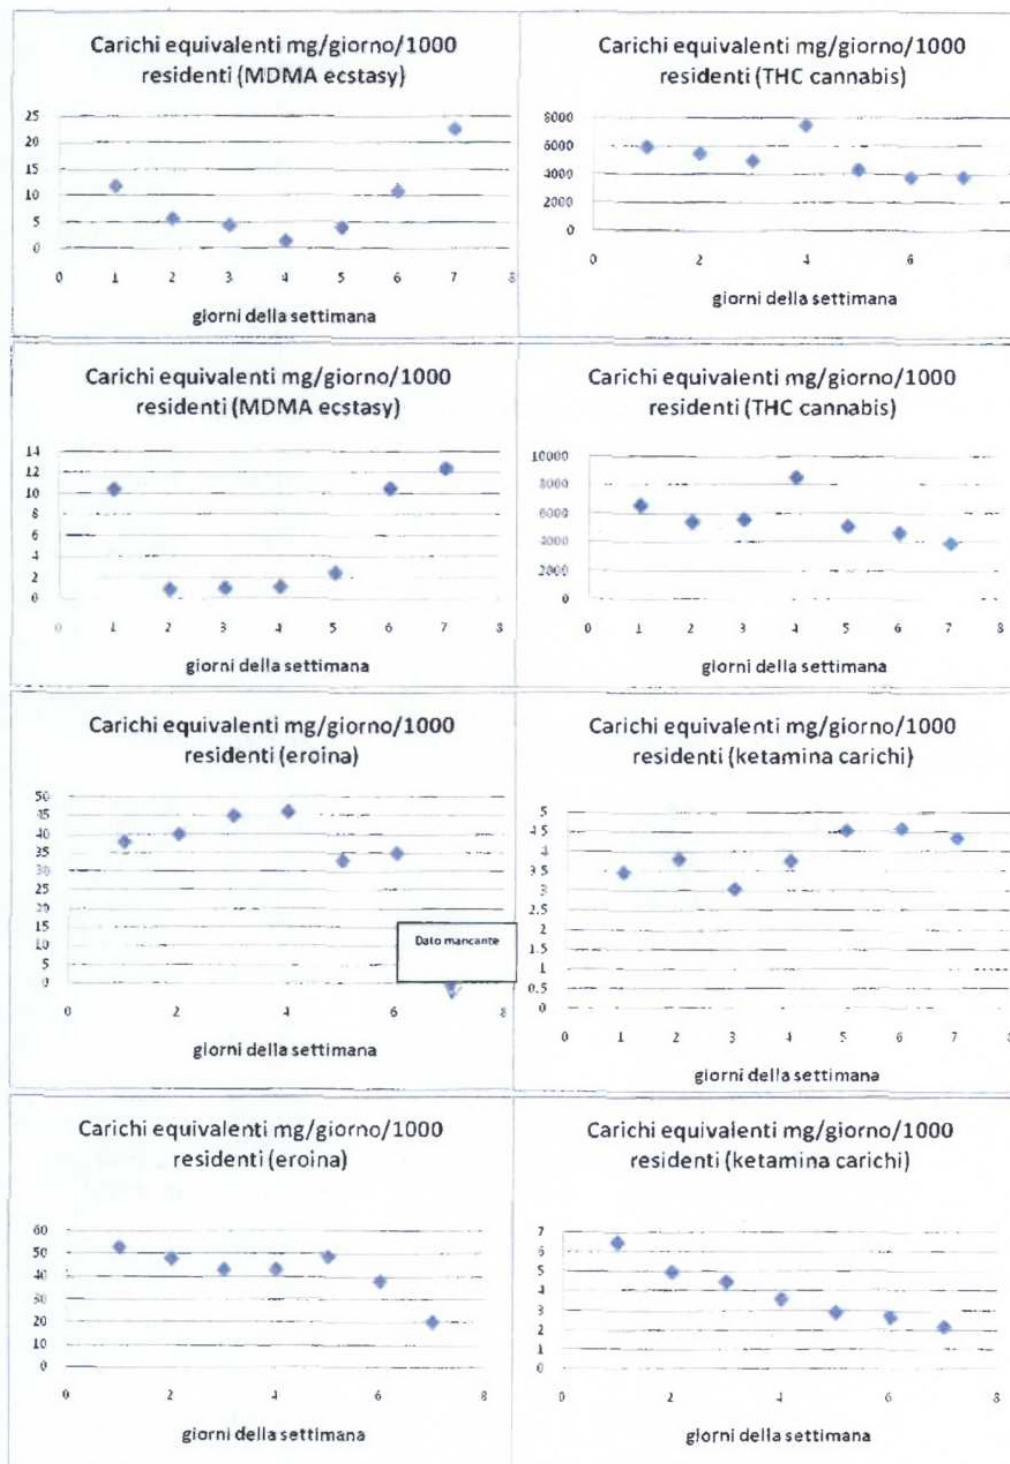 Carichi equivalenti mg/giorno/1000
residenti (MDMA ecstasy)
25
20
15
10
5
0
0 1 2 3 4 5 6 7 8
giorni della settimana
Carichi equivalenti mg/giorno/1000
residenti (THC cannabis)
8000
6000
4000
2000
0
0 2 4 6
giorni della settimana
Carichi equivalenti mg/giorno/1000
residenti (MDMA ecstasy)
14
12
10
8
6
4
2
0
0 1 2 3 4 5 6 7 8
giorni della settimana
Carichi equivalenti mg/giorno/1000
residenti (THC cannabis)
10000
8000
6000
4000
2000
0
0 1 2 3 4 5 6 7 8
giorni della settimana
Carichi equivalenti mg/giorno/1000
residenti (eroina)
50
45
40
35
30
25
20
15
10
5
0
Dato mancante
0 2 4 6 8
giorni della settimana
Carichi equivalenti mg/giorno/1000
residenti (ketamina carichi)
5
4.5
4
3.5
3
2.5
2
1.5
1
0.5
0
0 1 2 3 4 5 6 7 8
giorni della settimana
Carichi equivalenti mg/giorno/1000
residenti (eroina)
60
50
40
30
20
10
0
0 2 4 6 8
giorni della settimana
Carichi equivalenti mg/giorno/1000
residenti (ketamina carichi)
7
6
5
4
3
2
1
0
0 2 4 6 8
giorni della settimana